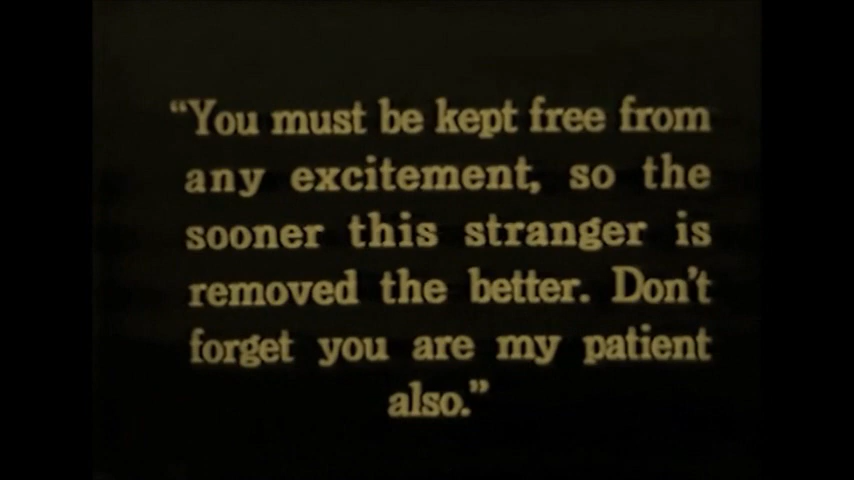 “You must be kept free from
any excitement, so the
sooner this stranger is
removed the better. Don’t
forget you are my patient
also.”